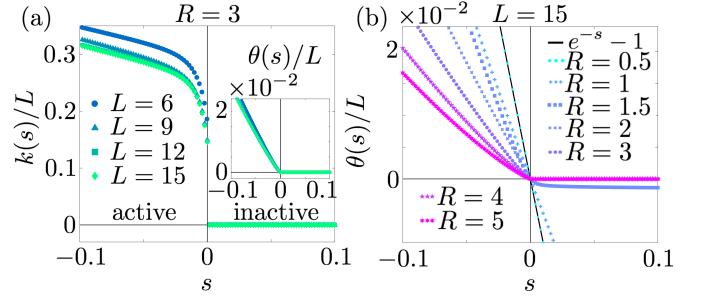 (a) R = 3
k(s)/L
0.3
0.2
0.1
0
−0.1 0 0.1
s
L = 6
L = 9
L = 12
L = 15
active inactive
θ(s)/L
×10⁻²
2
0
−0.1 0 0.1
(b) ×10⁻² L = 15
θ(s)/L
2
0
−0.1 0 0.1
s
e⁻ˢ − 1
R = 0.5
R = 1
R = 1.5
R = 2
R = 3
R = 4
R = 5